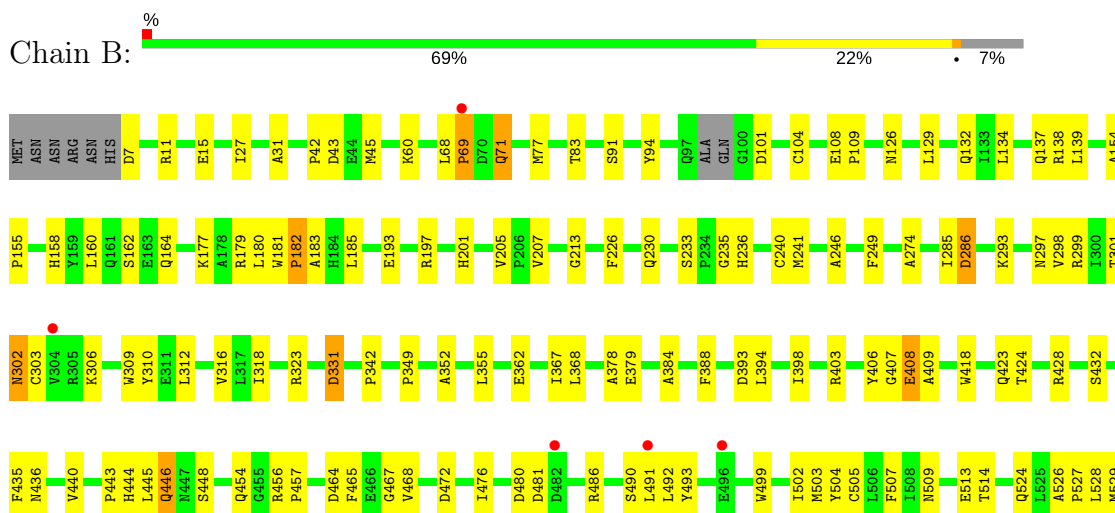 %
Chain B:
69% 22% • 7%
MET ASN ASN ARG ASN HIS D7 R11 E15 I27 A31 P42 D43 E44 M45 K60 L68 P69 D70 Q71 M77 T83 S91 Y94 Q97 ALA GLN G100 D101 C104 E108 P109 N126 L129 Q132 I133 L134 Q137 R138 L139 A154
P155 H158 Y159 L160 Q161 S162 E163 Q164 K177 A178 R179 L180 W181 P182 A183 H184 L185 E193 R197 H201 V205 P206 V207 G213 F226 Q230 S233 P234 G235 H236 C240 M241 A246 F249 A274 I285 D286 K293 N297 V298 R299 I300 T301
N302 C303 V304 R305 K306 W309 Y310 E311 L312 V316 L317 I318 R323 D331 P342 P349 A352 L355 E362 I367 L368 A378 E379 A384 F388 D393 L394 I398 R403 Y406 G407 E408 A409 W418 Q423 T424 R428 S432
F435 N436 V440 P443 H444 L445 Q446 N447 S448 Q454 G455 R456 P457 D464 F465 E466 G467 V468 D472 I476 D480 D481 D482 R486 S490 L491 L492 Y493 E496 W499 I502 M503 Y504 C505 L506 F507 I508 N509 E513 T514 Q524 L525 A526 P527 L528 M529